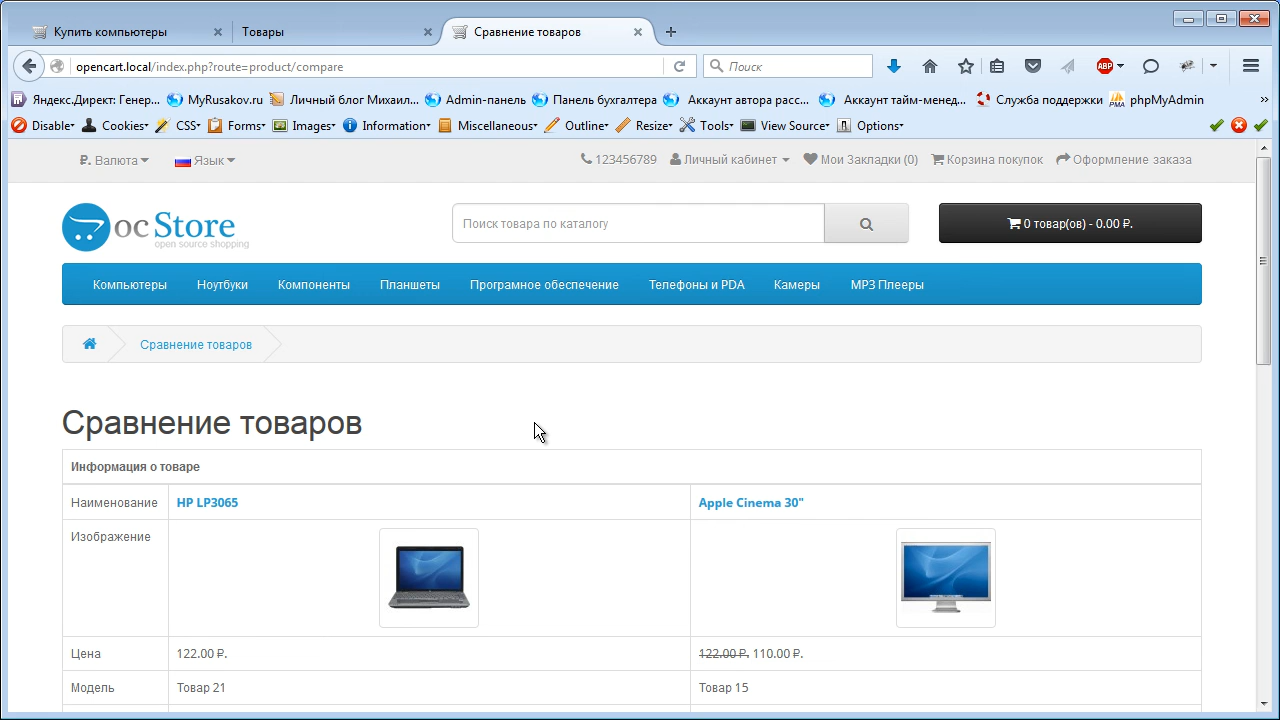 Купить компьютеры
Товары
Сравнение товаров
opencart.local/index.php?route=product/compare
Поиск
ABP
Яндекс.Директ: Генер...
MyRusakov.ru
Личный блог Михаил...
Admin-панель
Панель бухгалтера
Аккаунт автора расс...
Аккаунт тайм-менед...
Служба поддержки
PMA
phpMyAdmin
Disable
Cookies
CSS
Forms
Images
Information
Miscellaneous
Outline
Resize
Tools
View Source
Options
₽. Валюта
Язык
123456789
Личный кабинет
Мои Закладки (0)
Корзина покупок
Оформление заказа
oc Store
open source shopping
Поиск товара по каталогу
0 товар(ов) - 0.00 ₽.
Компьютеры
Ноутбуки
Компоненты
Планшеты
Програмное обеспечение
Телефоны и PDA
Камеры
MP3 Плееры
Сравнение товаров
Сравнение товаров
Информация о товаре
Наименование
HP LP3065
Apple Cinema 30"
Изображение
Цена
122.00 ₽.
122.00 ₽. 110.00 ₽.
Модель
Товар 21
Товар 15